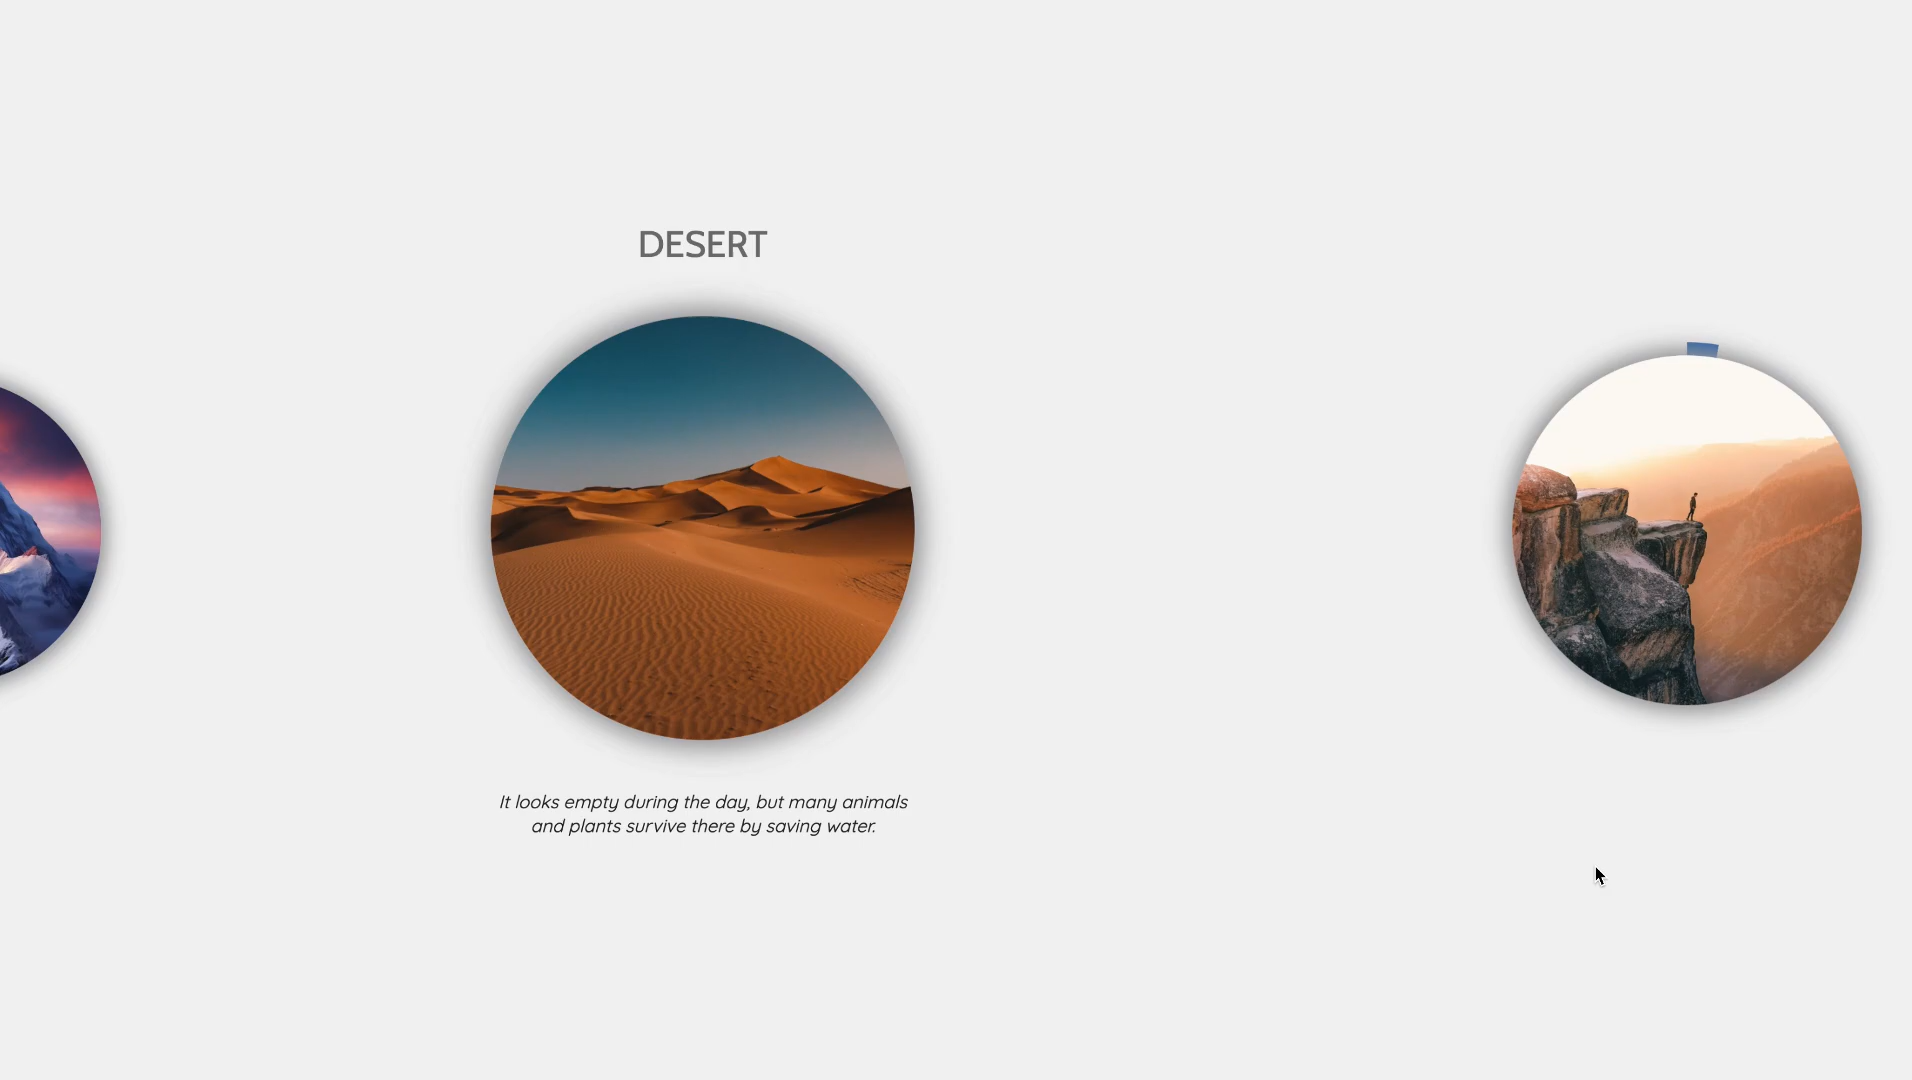 DESERT
It looks empty during the day, but many animals
and plants survive there by saving water.